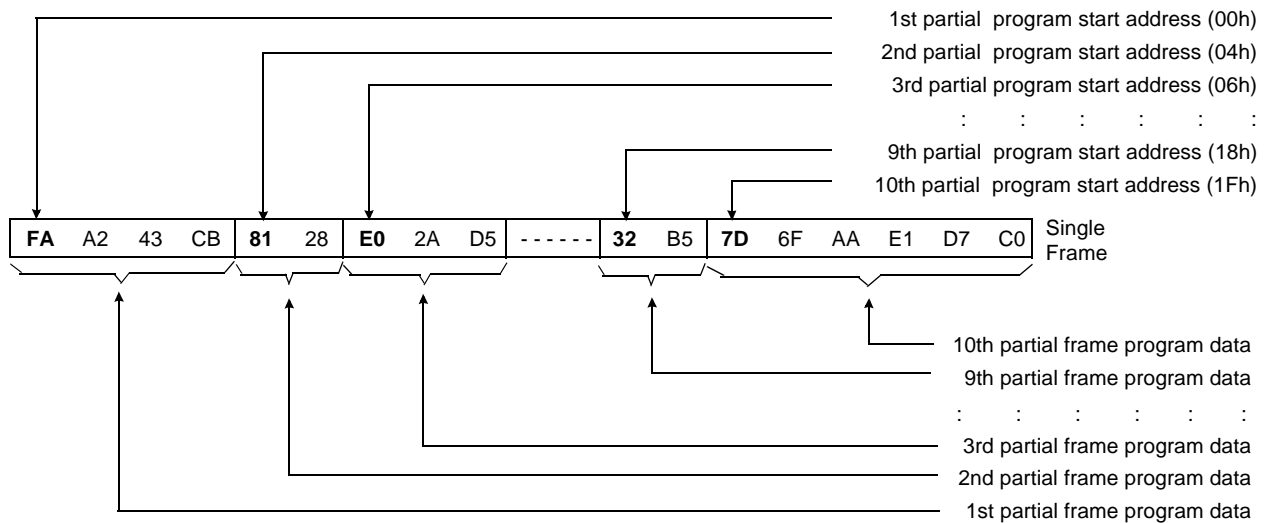 1st partial program start address (00h)
2nd partial program start address (04h)
3rd partial program start address (06h)
: : : : : :
9th partial program start address (18h)
10th partial program start address (1Fh)
FA A2 43 CB 81 28 E0 2A D5 ------ 32 B5 7D 6F AA E1 D7 C0
Single
Frame
10th partial frame program data
9th partial frame program data
: : : : : :
3rd partial frame program data
2nd partial frame program data
1st partial frame program data